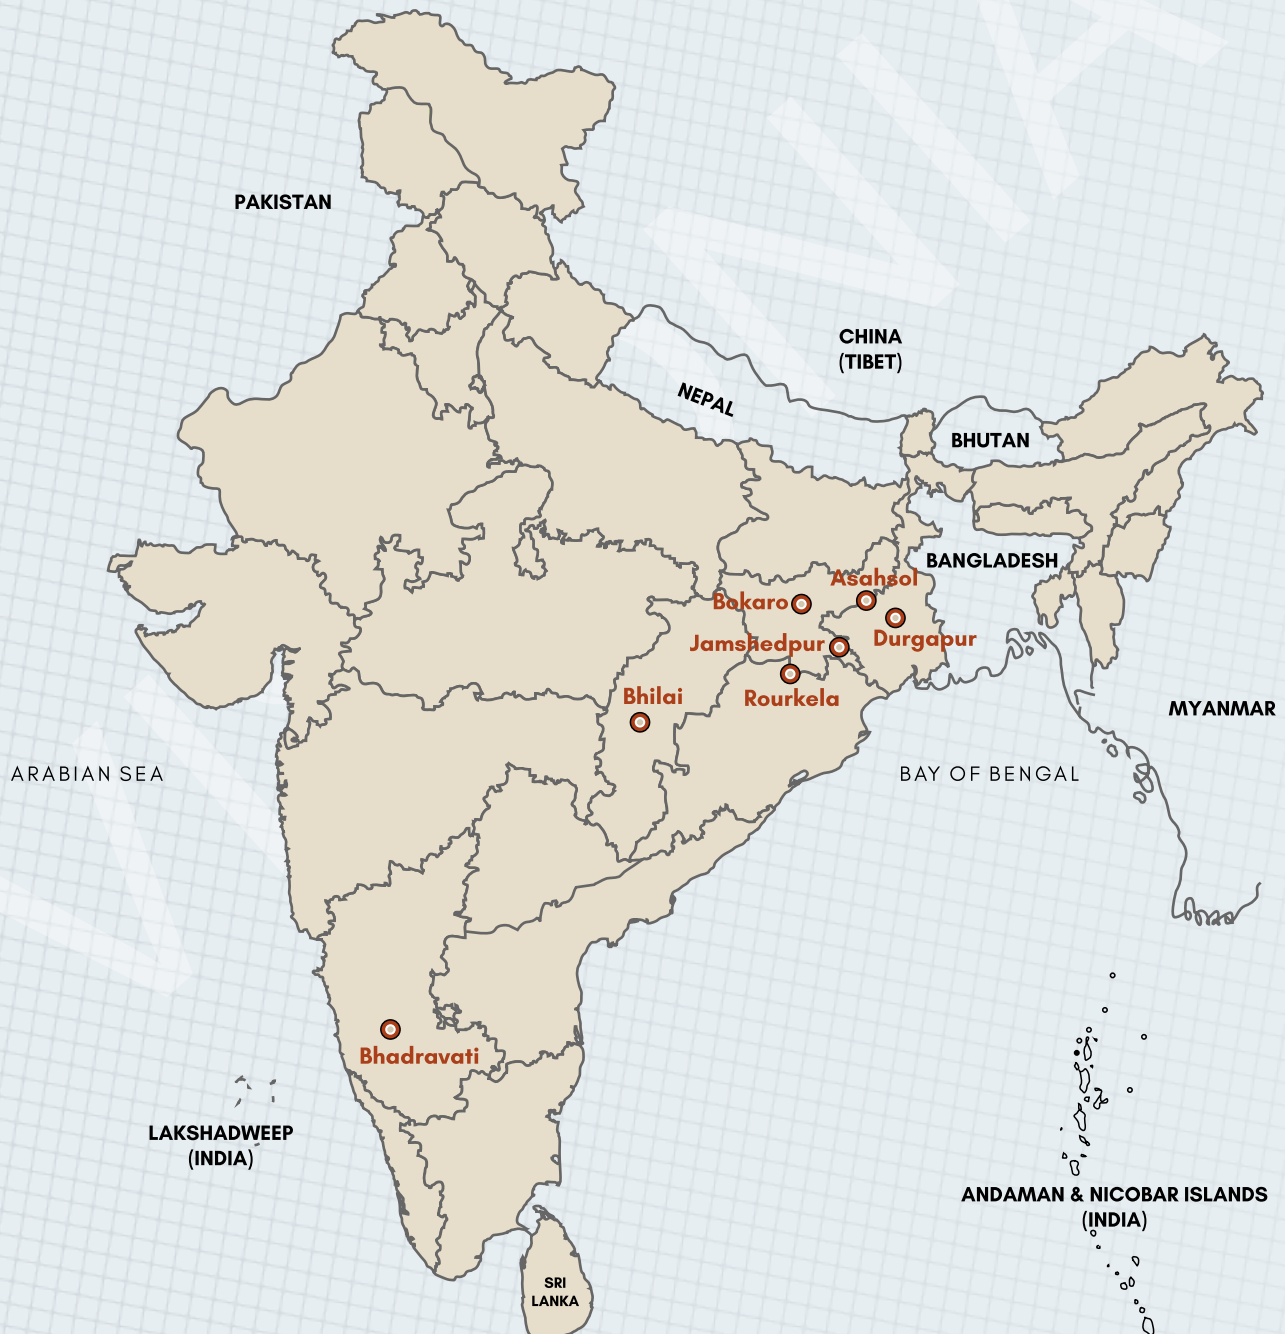 PAKISTAN
CHINA
(TIBET)
NEPAL
BHUTAN
BANGLADESH
Asahsol
Bokaro
Durgapur
Jamshedpur
Bhilai
Rourkela
MYANMAR
ARABIAN SEA
BAY OF BENGAL
Bhadravati
LAKSHADWEEP
(INDIA)
ANDAMAN & NICOBAR ISLANDS
(INDIA)
SRI
LANKA